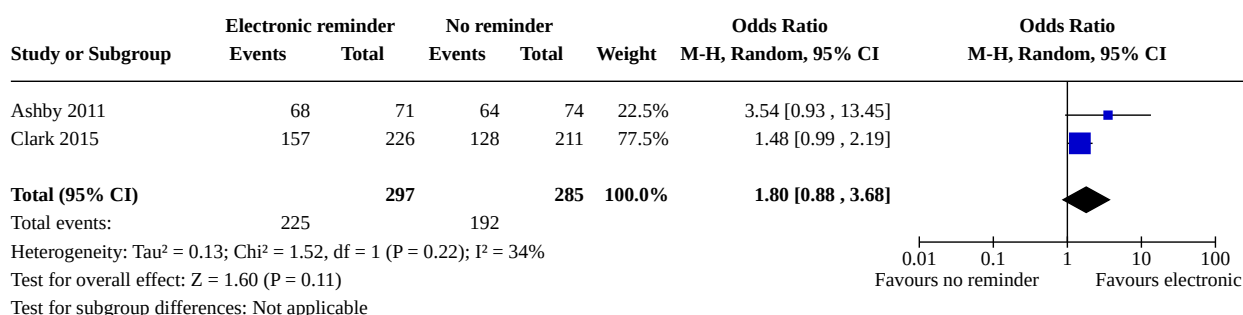 Electronic reminder No reminder Odds Ratio Odds Ratio
Study or Subgroup Events Total Events Total Weight M-H, Random, 95% CI M-H, Random, 95% CI
Ashby 2011 68 71 64 74 22.5% 3.54 [0.93 , 13.45]
Clark 2015 157 226 128 211 77.5% 1.48 [0.99 , 2.19]
Total (95% CI) 297 285 100.0% 1.80 [0.88 , 3.68]
Total events: 225 192
Heterogeneity: Tau² = 0.13; Chi² = 1.52, df = 1 (P = 0.22); I² = 34%
0.01 0.1 1 10 100
Test for overall effect: Z = 1.60 (P = 0.11) Favours no reminder Favours electronic
Test for subgroup differences: Not applicable